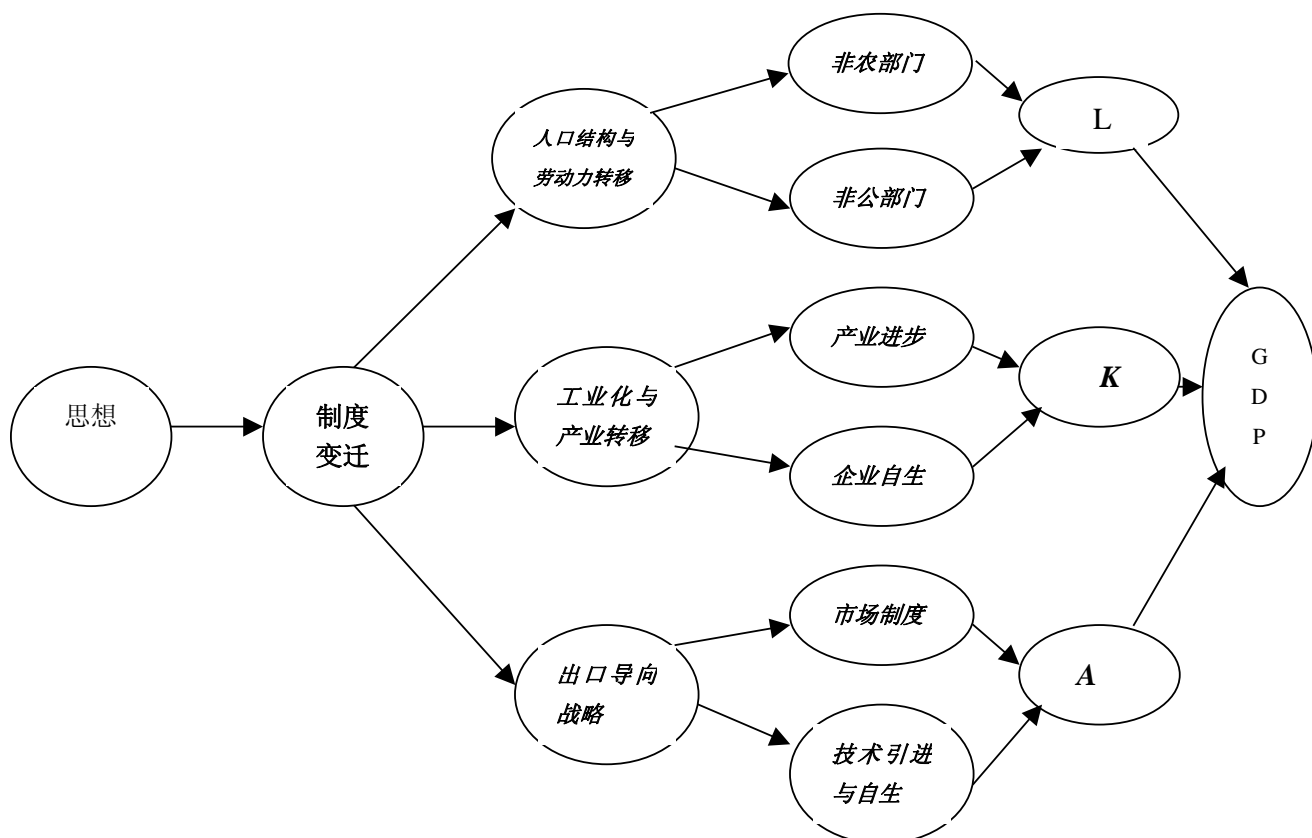 思想
制度
变迁
人口结构与
劳动力转移
工业化与
产业转移
出口导向
战略
非农部门
非公部门
产业进步
企业自生
市场制度
技术引进
与自生
L
K
A
G
D
P